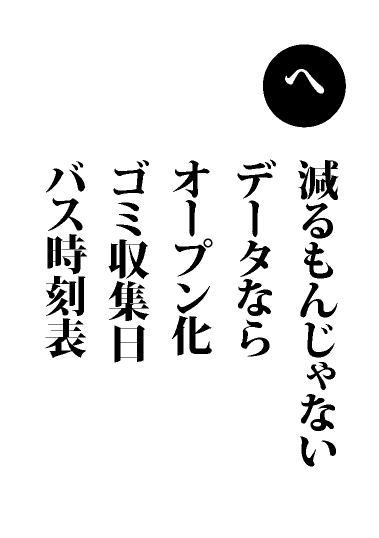 へ
減るもんじゃない
データなら
オープン化
ゴミ収集日
バス時刻表